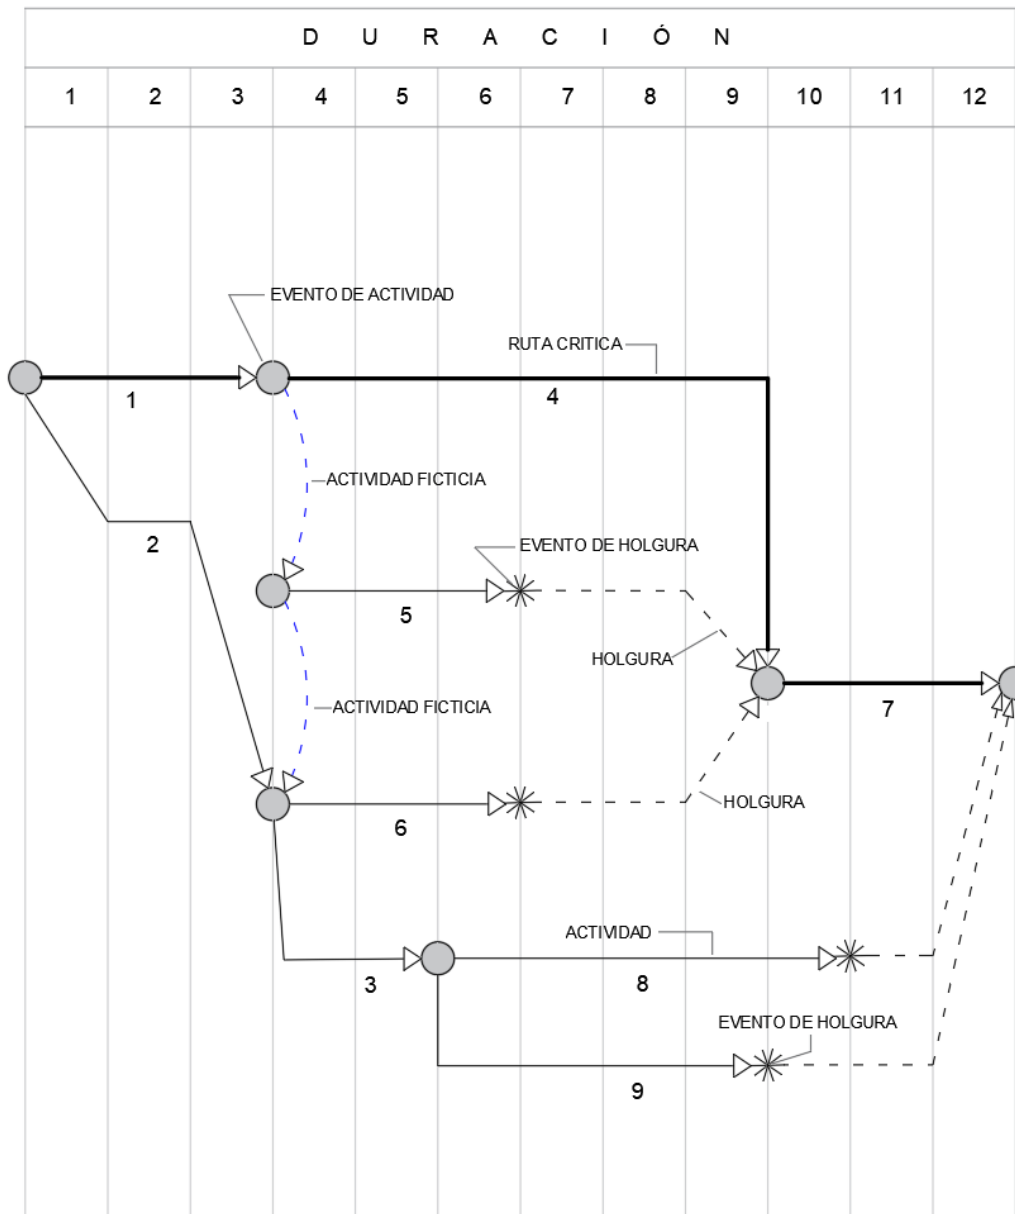 D U R A C I Ó N
1 2 3 4 5 6 7 8 9 10 11 12
EVENTO DE ACTIVIDAD
RUTA CRITICA
1
4
ACTIVIDAD FICTICIA
2
EVENTO DE HOLGURA
5
HOLGURA
ACTIVIDAD FICTICIA
7
HOLGURA
6
ACTIVIDAD
3
8
EVENTO DE HOLGURA
9